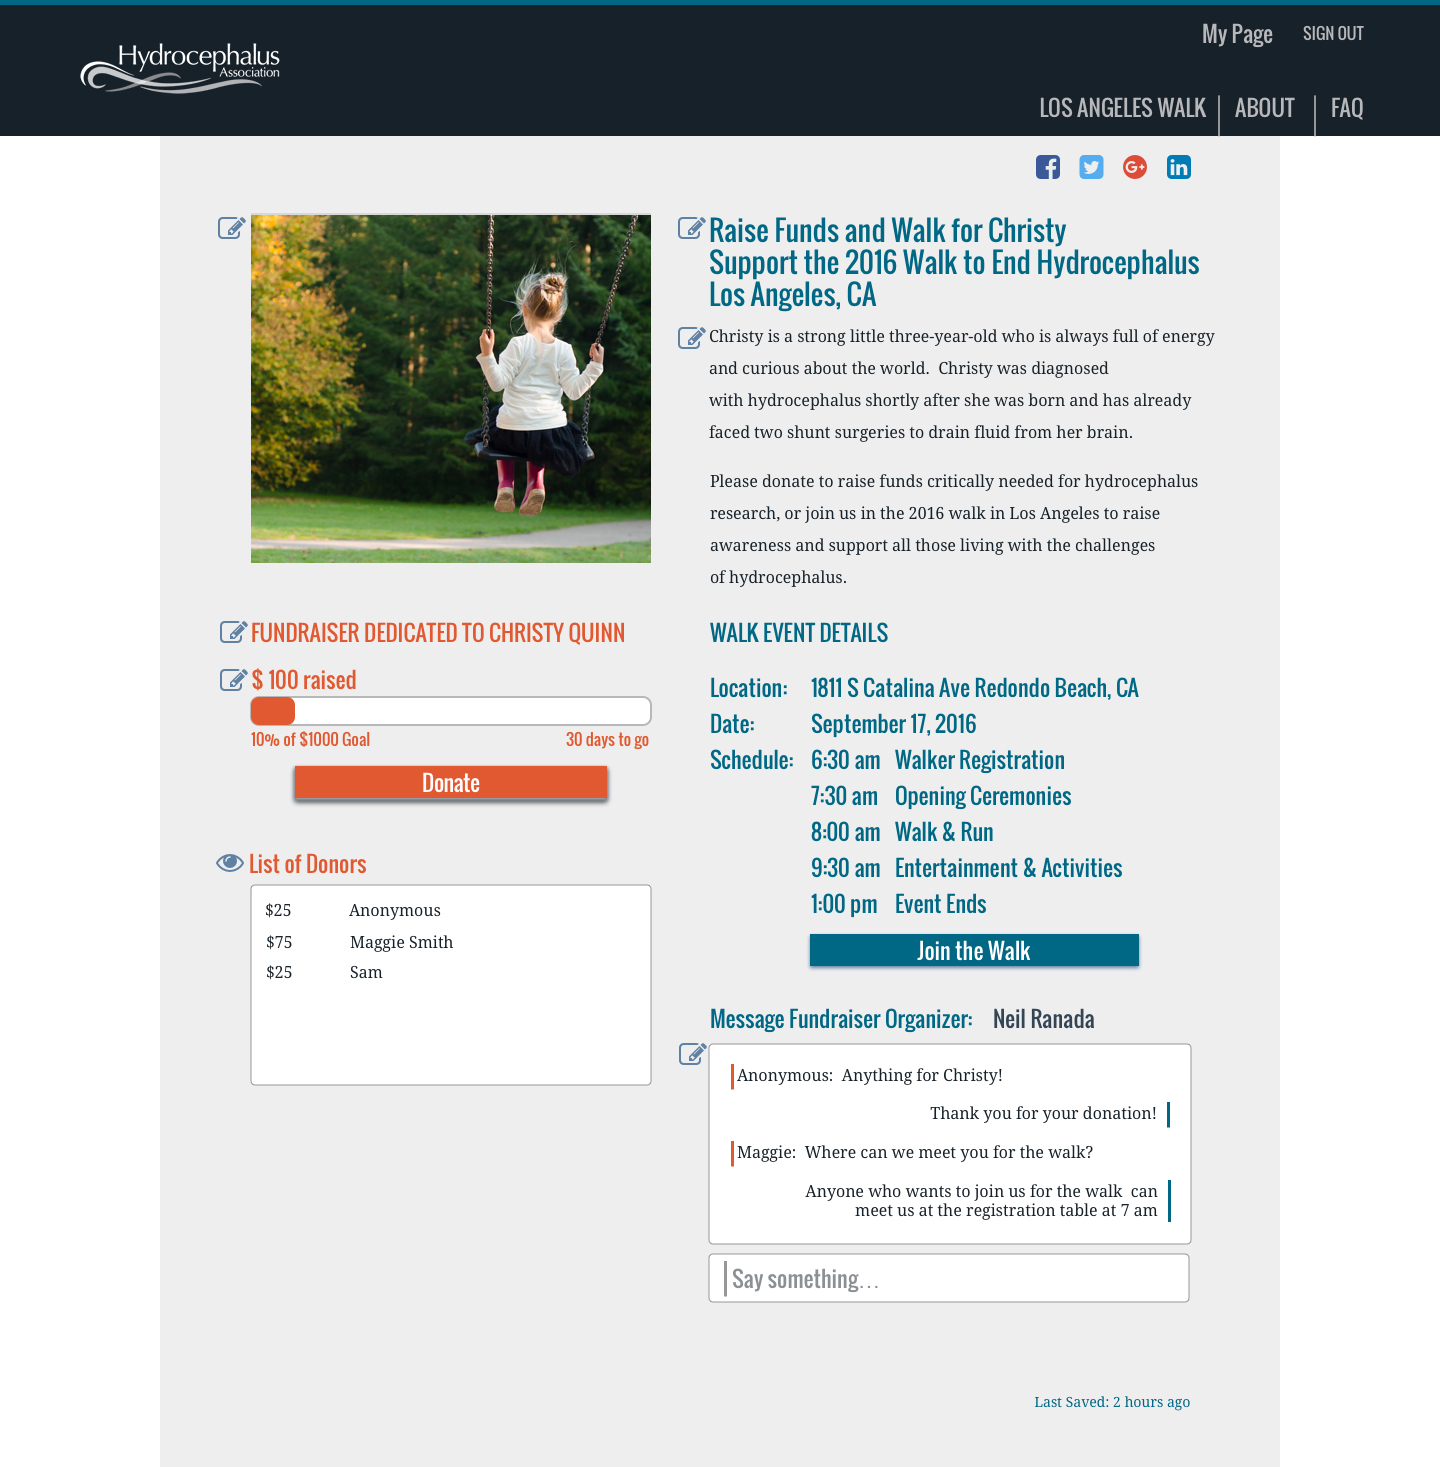 Hydrocephalus
Association
My Page
SIGN OUT
LOS ANGELES WALK
ABOUT
FAQ
Raise Funds and Walk for Christy
Support the 2016 Walk to End Hydrocephalus
Los Angeles, CA
Christy is a strong little three-year-old who is always full of energy
and curious about the world.  Christy was diagnosed
with hydrocephalus shortly after she was born and has already
faced two shunt surgeries to drain fluid from her brain.
Please donate to raise funds critically needed for hydrocephalus
research, or join us in the 2016 walk in Los Angeles to raise
awareness and support all those living with the challenges
of hydrocephalus.
FUNDRAISER DEDICATED TO CHRISTY QUINN
$ 100 raised
10% of $1000 Goal
30 days to go
Donate
List of Donors
$25 Anonymous
$75 Maggie Smith
$25 Sam
WALK EVENT DETAILS
Location: 1811 S Catalina Ave Redondo Beach, CA
Date: September 17, 2016
Schedule: 6:30 am Walker Registration
7:30 am Opening Ceremonies
8:00 am Walk & Run
9:30 am Entertainment & Activities
1:00 pm Event Ends
Join the Walk
Message Fundraiser Organizer: Neil Ranada
Anonymous:  Anything for Christy!
Thank you for your donation!
Maggie:  Where can we meet you for the walk?
Anyone who wants to join us for the walk  can
meet us at the registration table at 7 am
Say something...
Last Saved: 2 hours ago